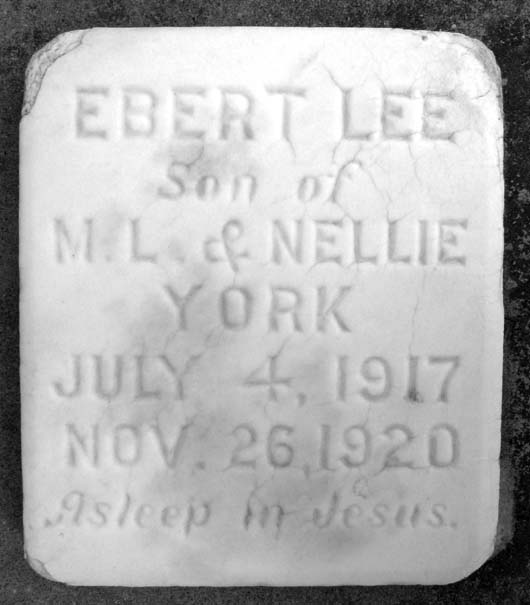 EBERT LEE
Son of
M. L. & NELLIE
YORK
JULY 4, 1917
NOV. 26, 1920
Asleep in Jesus.